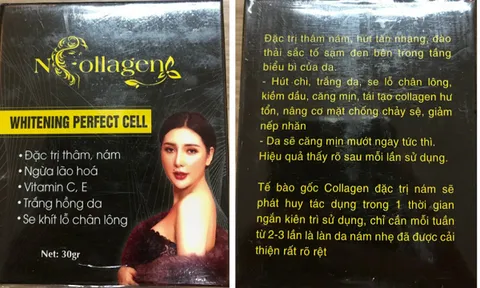 N Collagen
WHITENING PERFECT CELL
• Đặc trị thâm, nám
• Ngừa lão hoá
• Vitamin C, E
• Trắng hồng da
• Se khít lỗ chân lông
Net: 30gr
Đặc trị thâm nám, hút tàn nhang, đào
thải sắc tố sạm đen bên trong tầng
biểu bì của da.
- Hút chì, trắng da, se lỗ chân lông,
kiềm dầu, căng mịn, tái tạo collagen hư
tổn, nâng cơ mặt chống chảy sệ, giảm
nếp nhăn
- Da sẽ căng mịn mướt ngay tức thì.
Hiệu quả thấy rõ sau mỗi lần sử dụng.
Tế bào gốc Collagen đặc trị nám sẽ
phát huy tác dụng trong 1 thời gian
ngắn kiên trì sử dụng, chỉ cần mỗi tuần
từ 2-3 lần là làn da nám nhẹ đã được cải
thiện rất rõ rệt